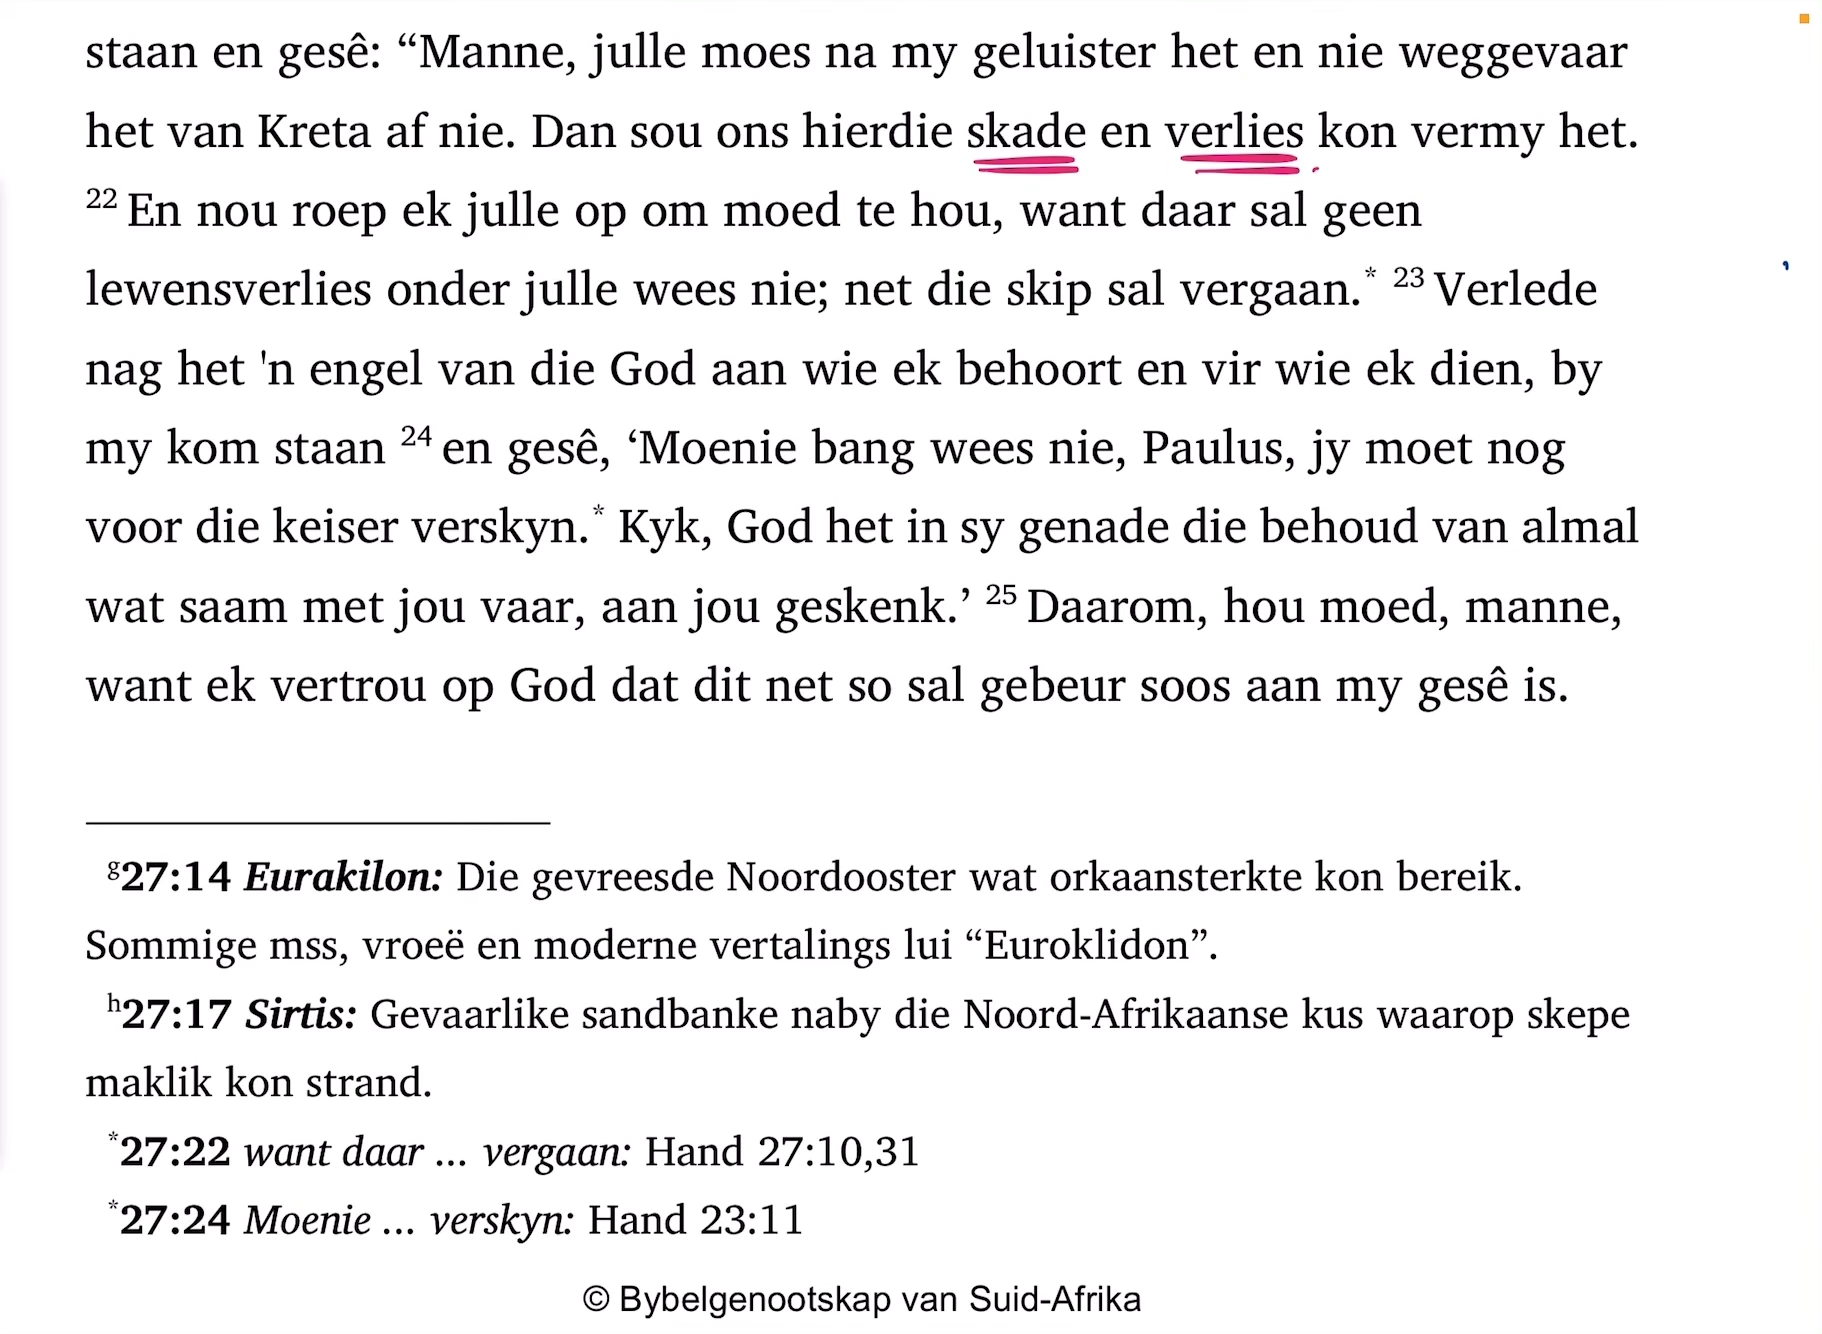 staan en gesê: “Manne, julle moes na my geluister het en nie weggevaar
het van Kreta af nie. Dan sou ons hierdie skade en verlies kon vermy het.
22 En nou roep ek julle op om moed te hou, want daar sal geen
lewensverlies onder julle wees nie; net die skip sal vergaan.* 23 Verlede
nag het 'n engel van die God aan wie ek behoort en vir wie ek dien, by
my kom staan 24 en gesê, ‘Moenie bang wees nie, Paulus, jy moet nog
voor die keiser verskyn.* Kyk, God het in sy genade die behoud van almal
wat saam met jou vaar, aan jou geskenk.’ 25 Daarom, hou moed, manne,
want ek vertrou op God dat dit net so sal gebeur soos aan my gesê is.
g27:14 Eurakilon: Die gevreesde Noordooster wat orkaansterkte kon bereik.
Sommige mss, vroeë en moderne vertalings lui “Euroklidon”.
h27:17 Sirtis: Gevaarlike sandbanke naby die Noord-Afrikaanse kus waarop skepe
maklik kon strand.
*27:22 want daar ... vergaan: Hand 27:10,31
*27:24 Moenie ... verskyn: Hand 23:11
© Bybelgenootskap van Suid-Afrika